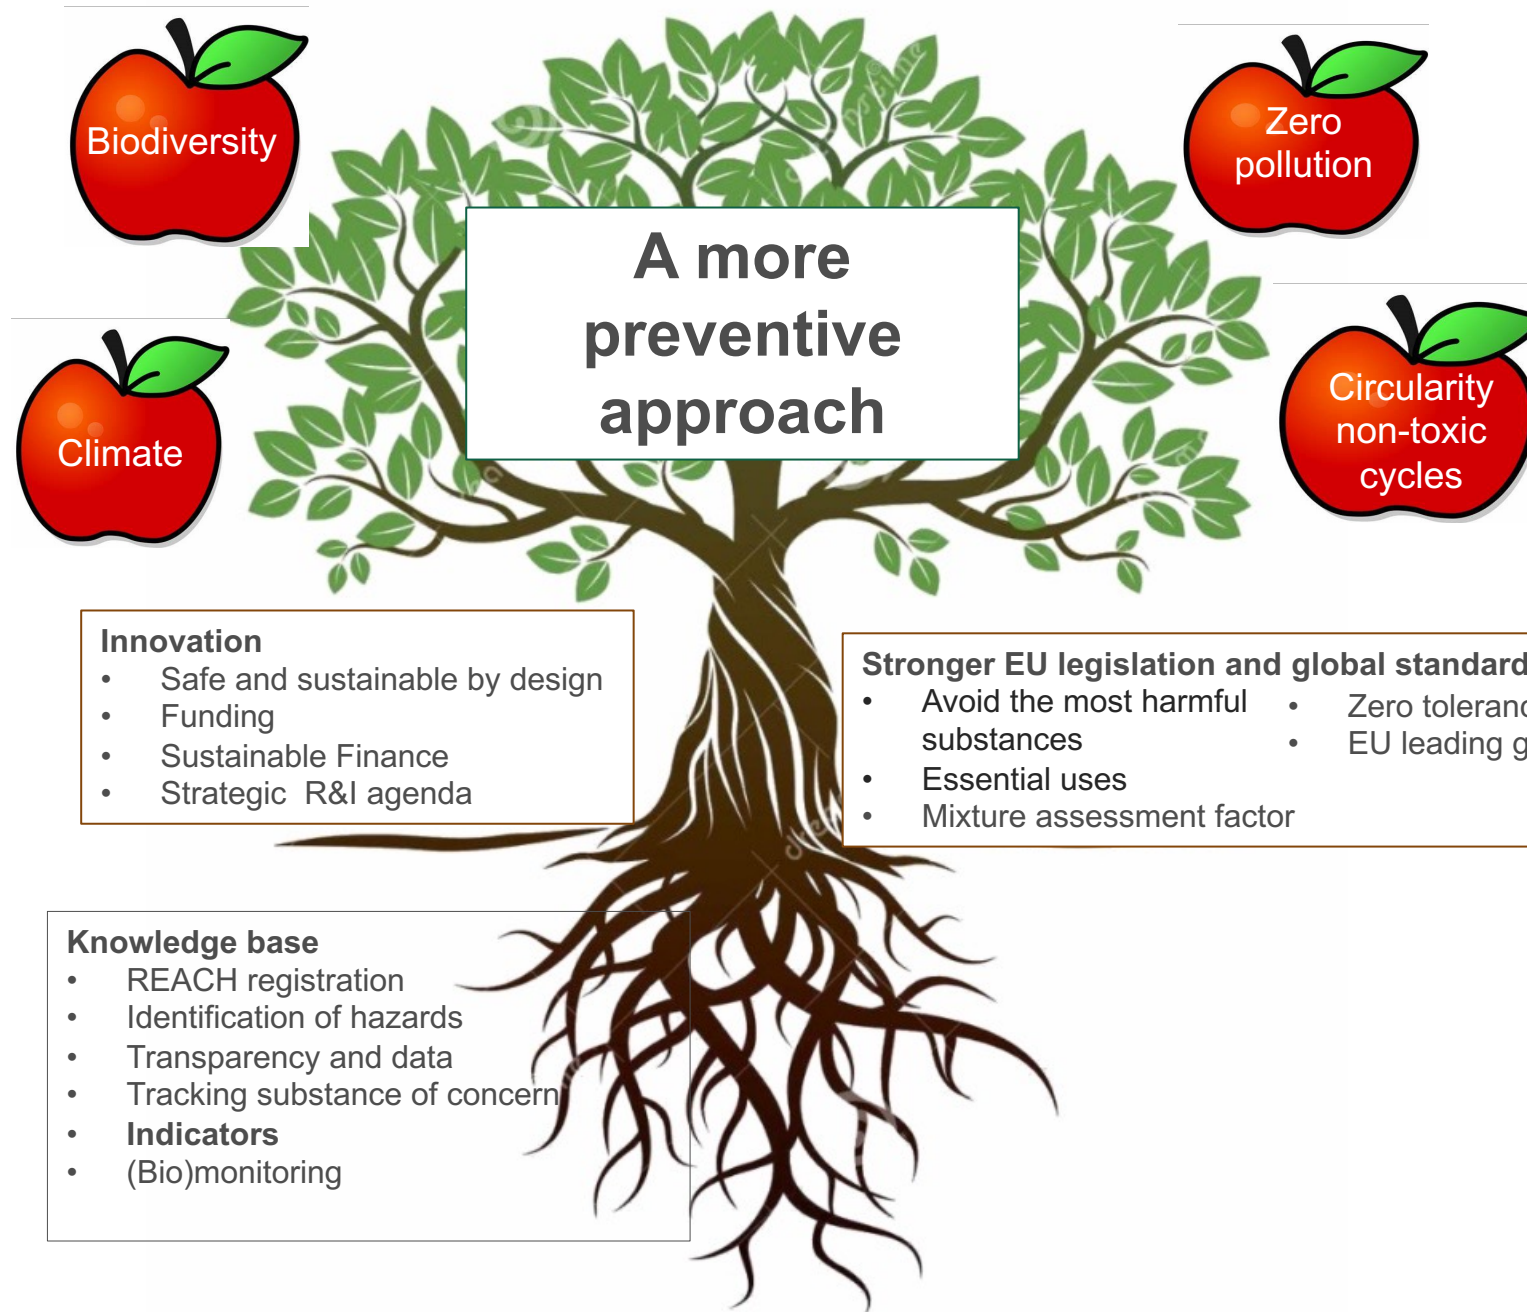 Biodiversity
Zero
pollution
A more
preventive
approach
Climate
Circularity
non-toxic
cycles
Innovation
• Safe and sustainable by design
• Funding
• Sustainable Finance
• Strategic R&I agenda
Stronger EU legislation and global
• Avoid the most harmful
substances
• Essential uses
• Mixture assessment factor
• Zero
• EU leading
Knowledge base
• REACH registration
• Identification of hazards
• Transparency and data
• Tracking substance of concern
• Indicators
• (Bio)monitoring